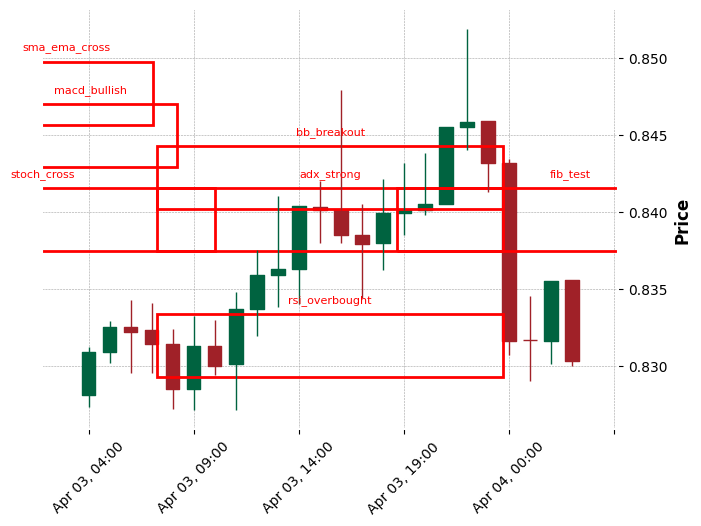 sma_ema_cross
0.850
macd_bullish
bb_breakout
0.845
stoch_cross
adx_strong
fib_test
0.840
Price
0.835
rsi_overbought
0.830
Apr 03, 04:00
Apr 03, 09:00
Apr 03, 14:00
Apr 03, 19:00
Apr 04, 00:00